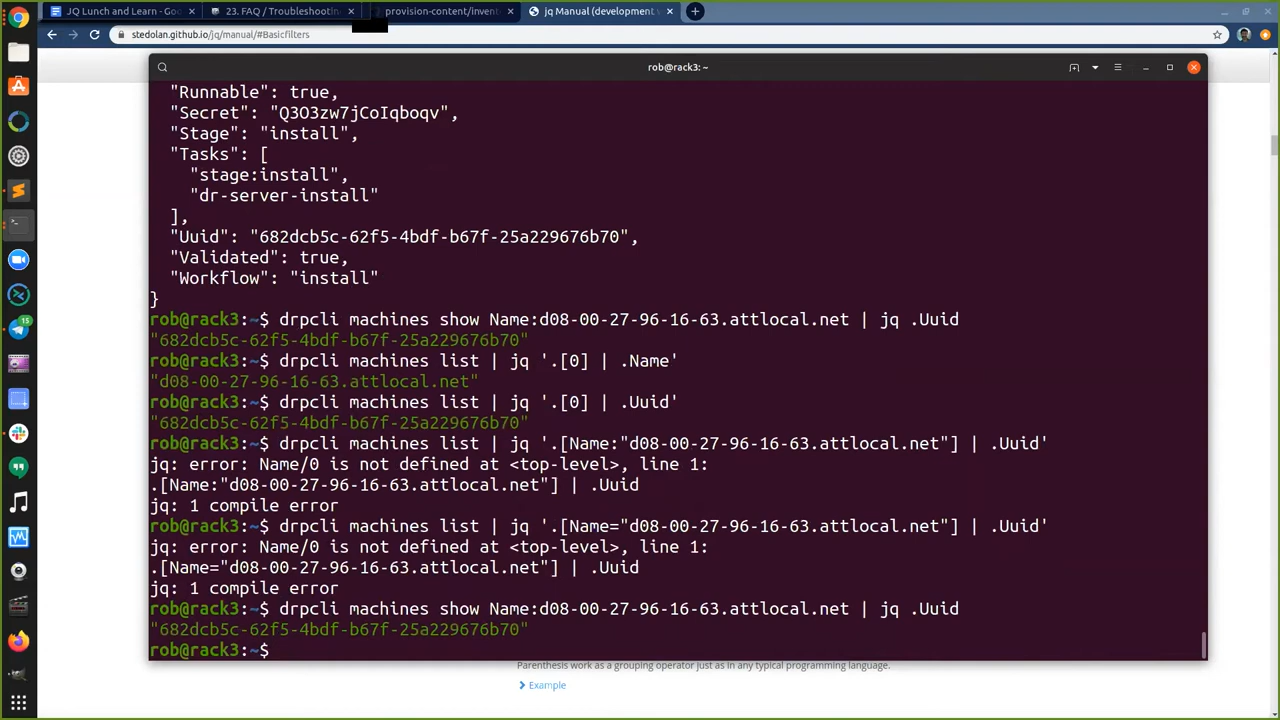 JQ Lunch and Learn - Goo
23. FAQ / Troubleshootin
provision-content/invent
jq Manual (development v
stedolan.github.io/jq/manual/#Basicfilters
rob@rack3: ~
"Runnable": true,
"Secret": "Q3O3zw7jCoIqboqv",
"Stage": "install",
"Tasks": [
"stage:install",
"dr-server-install"
],
"Uuid": "682dcb5c-62f5-4bdf-b67f-25a229676b70",
"Validated": true,
"Workflow": "install"
}
rob@rack3:~$ drpcli machines show Name:d08-00-27-96-16-63.attlocal.net | jq .Uuid
"682dcb5c-62f5-4bdf-b67f-25a229676b70"
rob@rack3:~$ drpcli machines list | jq '.[0] | .Name'
"d08-00-27-96-16-63.attlocal.net"
rob@rack3:~$ drpcli machines list | jq '.[0] | .Uuid'
"682dcb5c-62f5-4bdf-b67f-25a229676b70"
rob@rack3:~$ drpcli machines list | jq '.[Name:"d08-00-27-96-16-63.attlocal.net"] | .Uuid'
jq: error: Name/0 is not defined at <top-level>, line 1:
.[Name:"d08-00-27-96-16-63.attlocal.net"] | .Uuid
jq: 1 compile error
rob@rack3:~$ drpcli machines list | jq '.[Name="d08-00-27-96-16-63.attlocal.net"] | .Uuid'
jq: error: Name/0 is not defined at <top-level>, line 1:
.[Name="d08-00-27-96-16-63.attlocal.net"] | .Uuid
jq: 1 compile error
rob@rack3:~$ drpcli machines show Name:d08-00-27-96-16-63.attlocal.net | jq .Uuid
"682dcb5c-62f5-4bdf-b67f-25a229676b70"
rob@rack3:~$
Parenthesis work as a grouping operator just as in any typical programming language.
Example
15